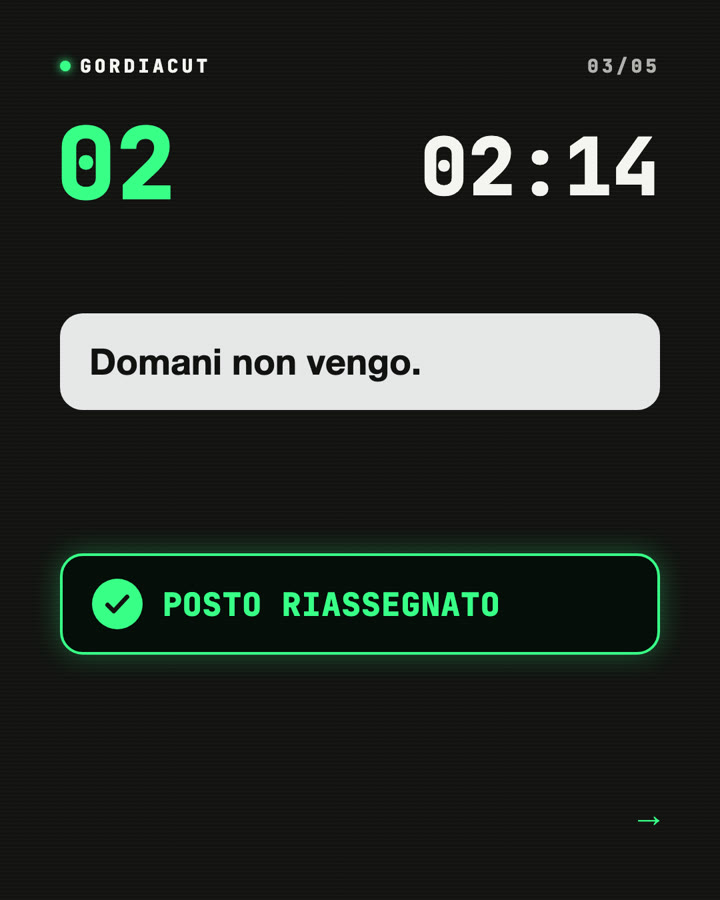 GORDIACUT
03/05
02
02:14
Domani non vengo.
POSTO RIASSEGNATO
→